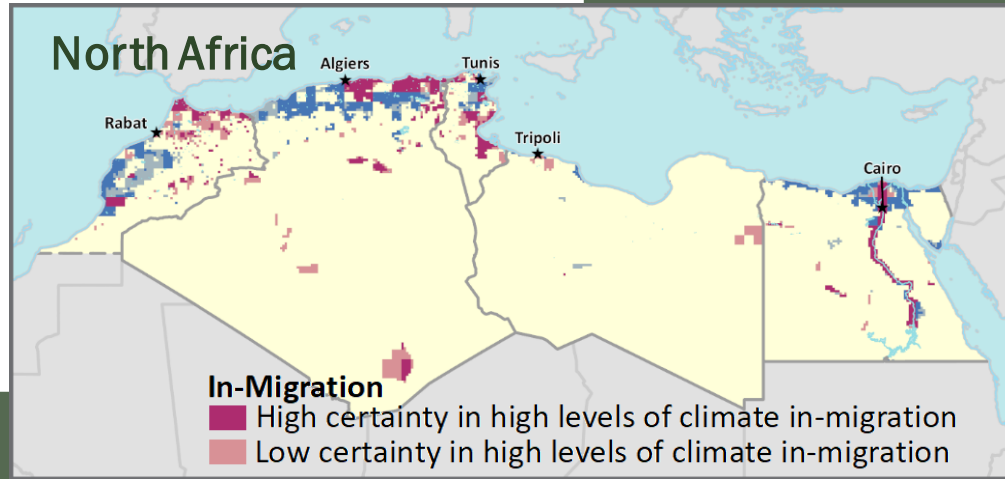 North Africa
Algiers
Tunis
Rabat
Tripoli
Cairo
In-Migration
High certainty in high levels of climate in-migration
Low certainty in high levels of climate in-migration